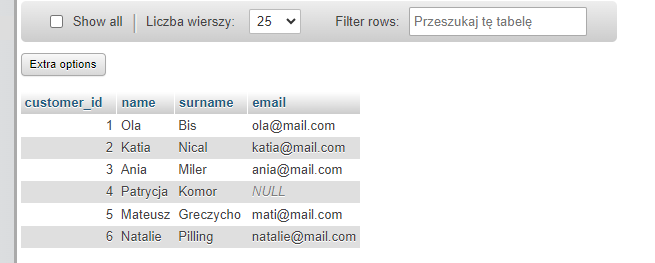 Show all Liczba wierszy: 25 Filter rows: Przeszukaj tę tabelę
Extra options
customer_id name surname email
1 Ola Bis ola@mail.com
2 Katia Nical katia@mail.com
3 Ania Miler ania@mail.com
4 Patrycja Komor NULL
5 Mateusz Greczycho mati@mail.com
6 Natalie Pilling natalie@mail.com